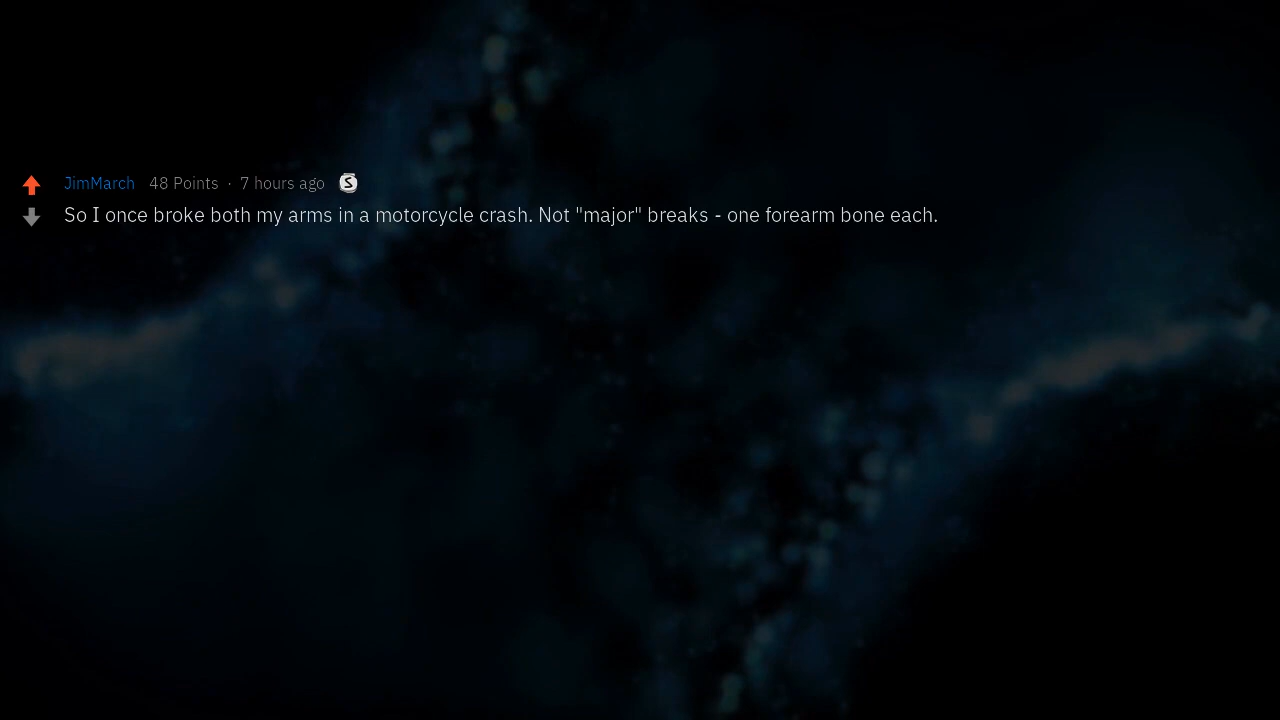 JimMarch 48 Points · 7 hours ago S
So I once broke both my arms in a motorcycle crash. Not "major" breaks - one forearm bone each.